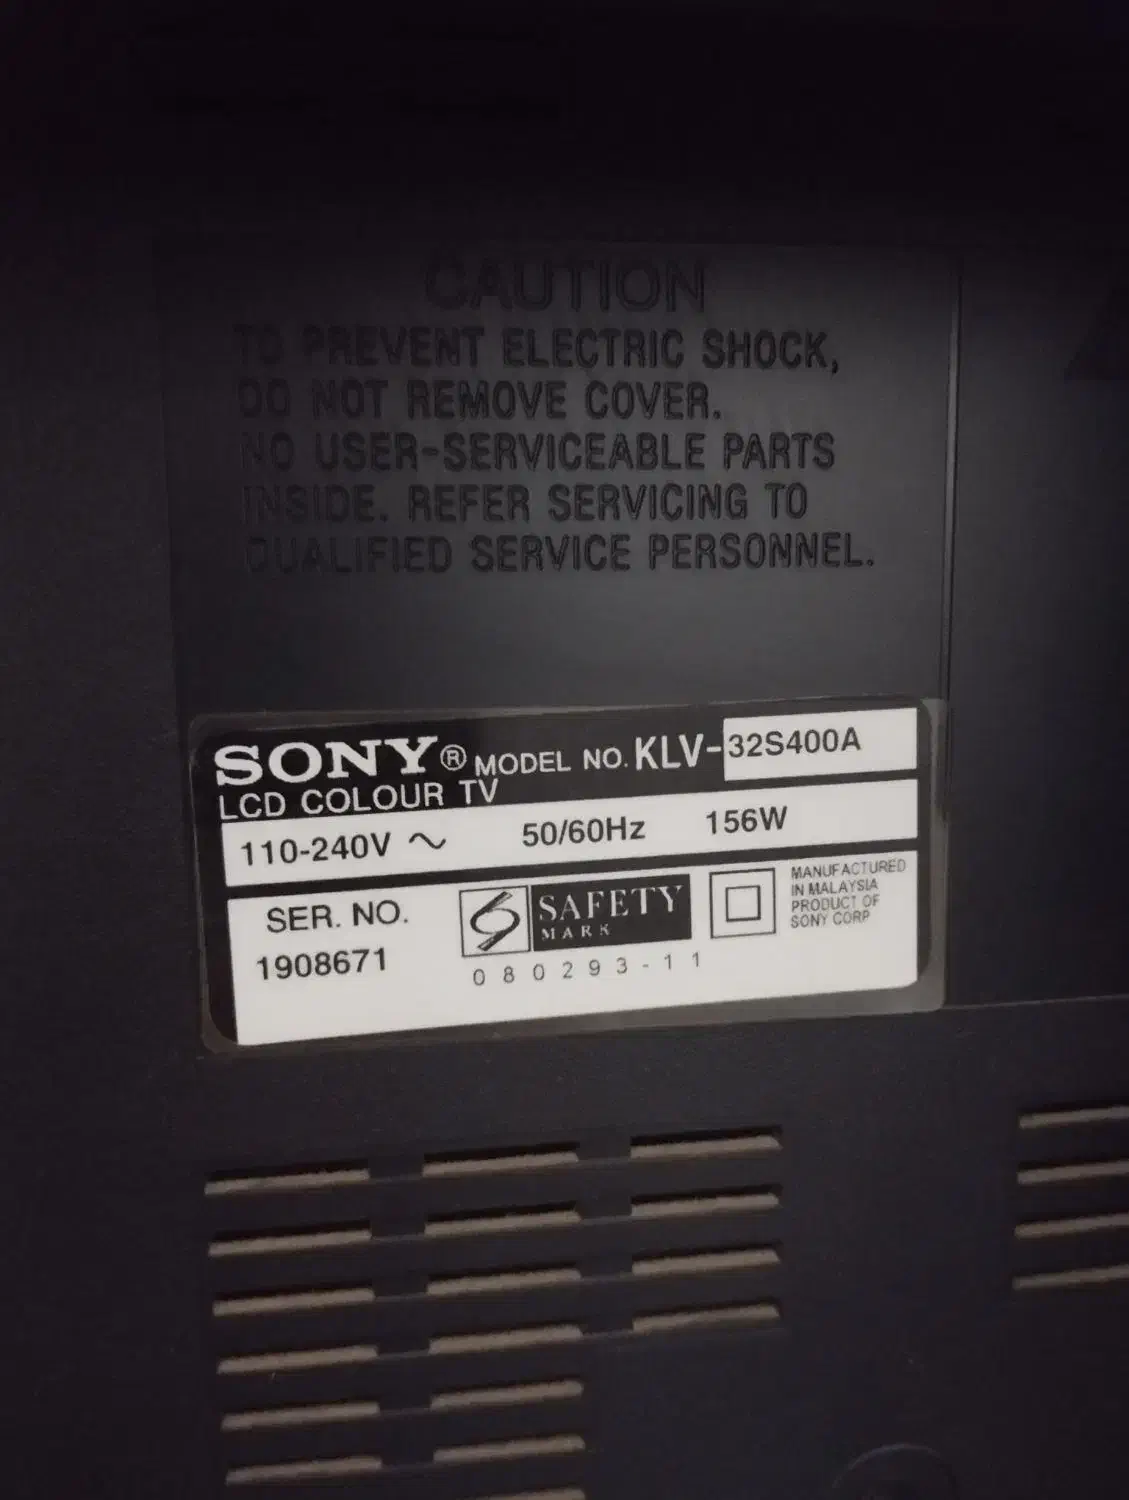 CAUTION
TO PREVENT ELECTRIC SHOCK,
DO NOT REMOVE COVER.
NO USER-SERVICEABLE PARTS
INSIDE. REFER SERVICING TO
QUALIFIED SERVICE PERSONNEL.
SONY® MODEL NO. KLV-32S400A
LCD COLOUR TV
110-240V ~ 50/60Hz 156W
SER. NO.
1908671
SAFETY
MARK
080293-11
MANUFACTURED
IN MALAYSIA
PRODUCT OF
SONY CORP